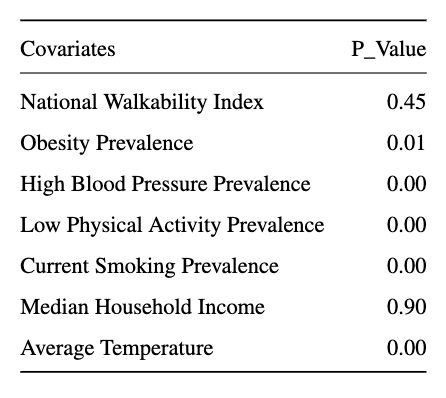 Covariates P_Value
National Walkability Index 0.45
Obesity Prevalence 0.01
High Blood Pressure Prevalence 0.00
Low Physical Activity Prevalence 0.00
Current Smoking Prevalence 0.00
Median Household Income 0.90
Average Temperature 0.00